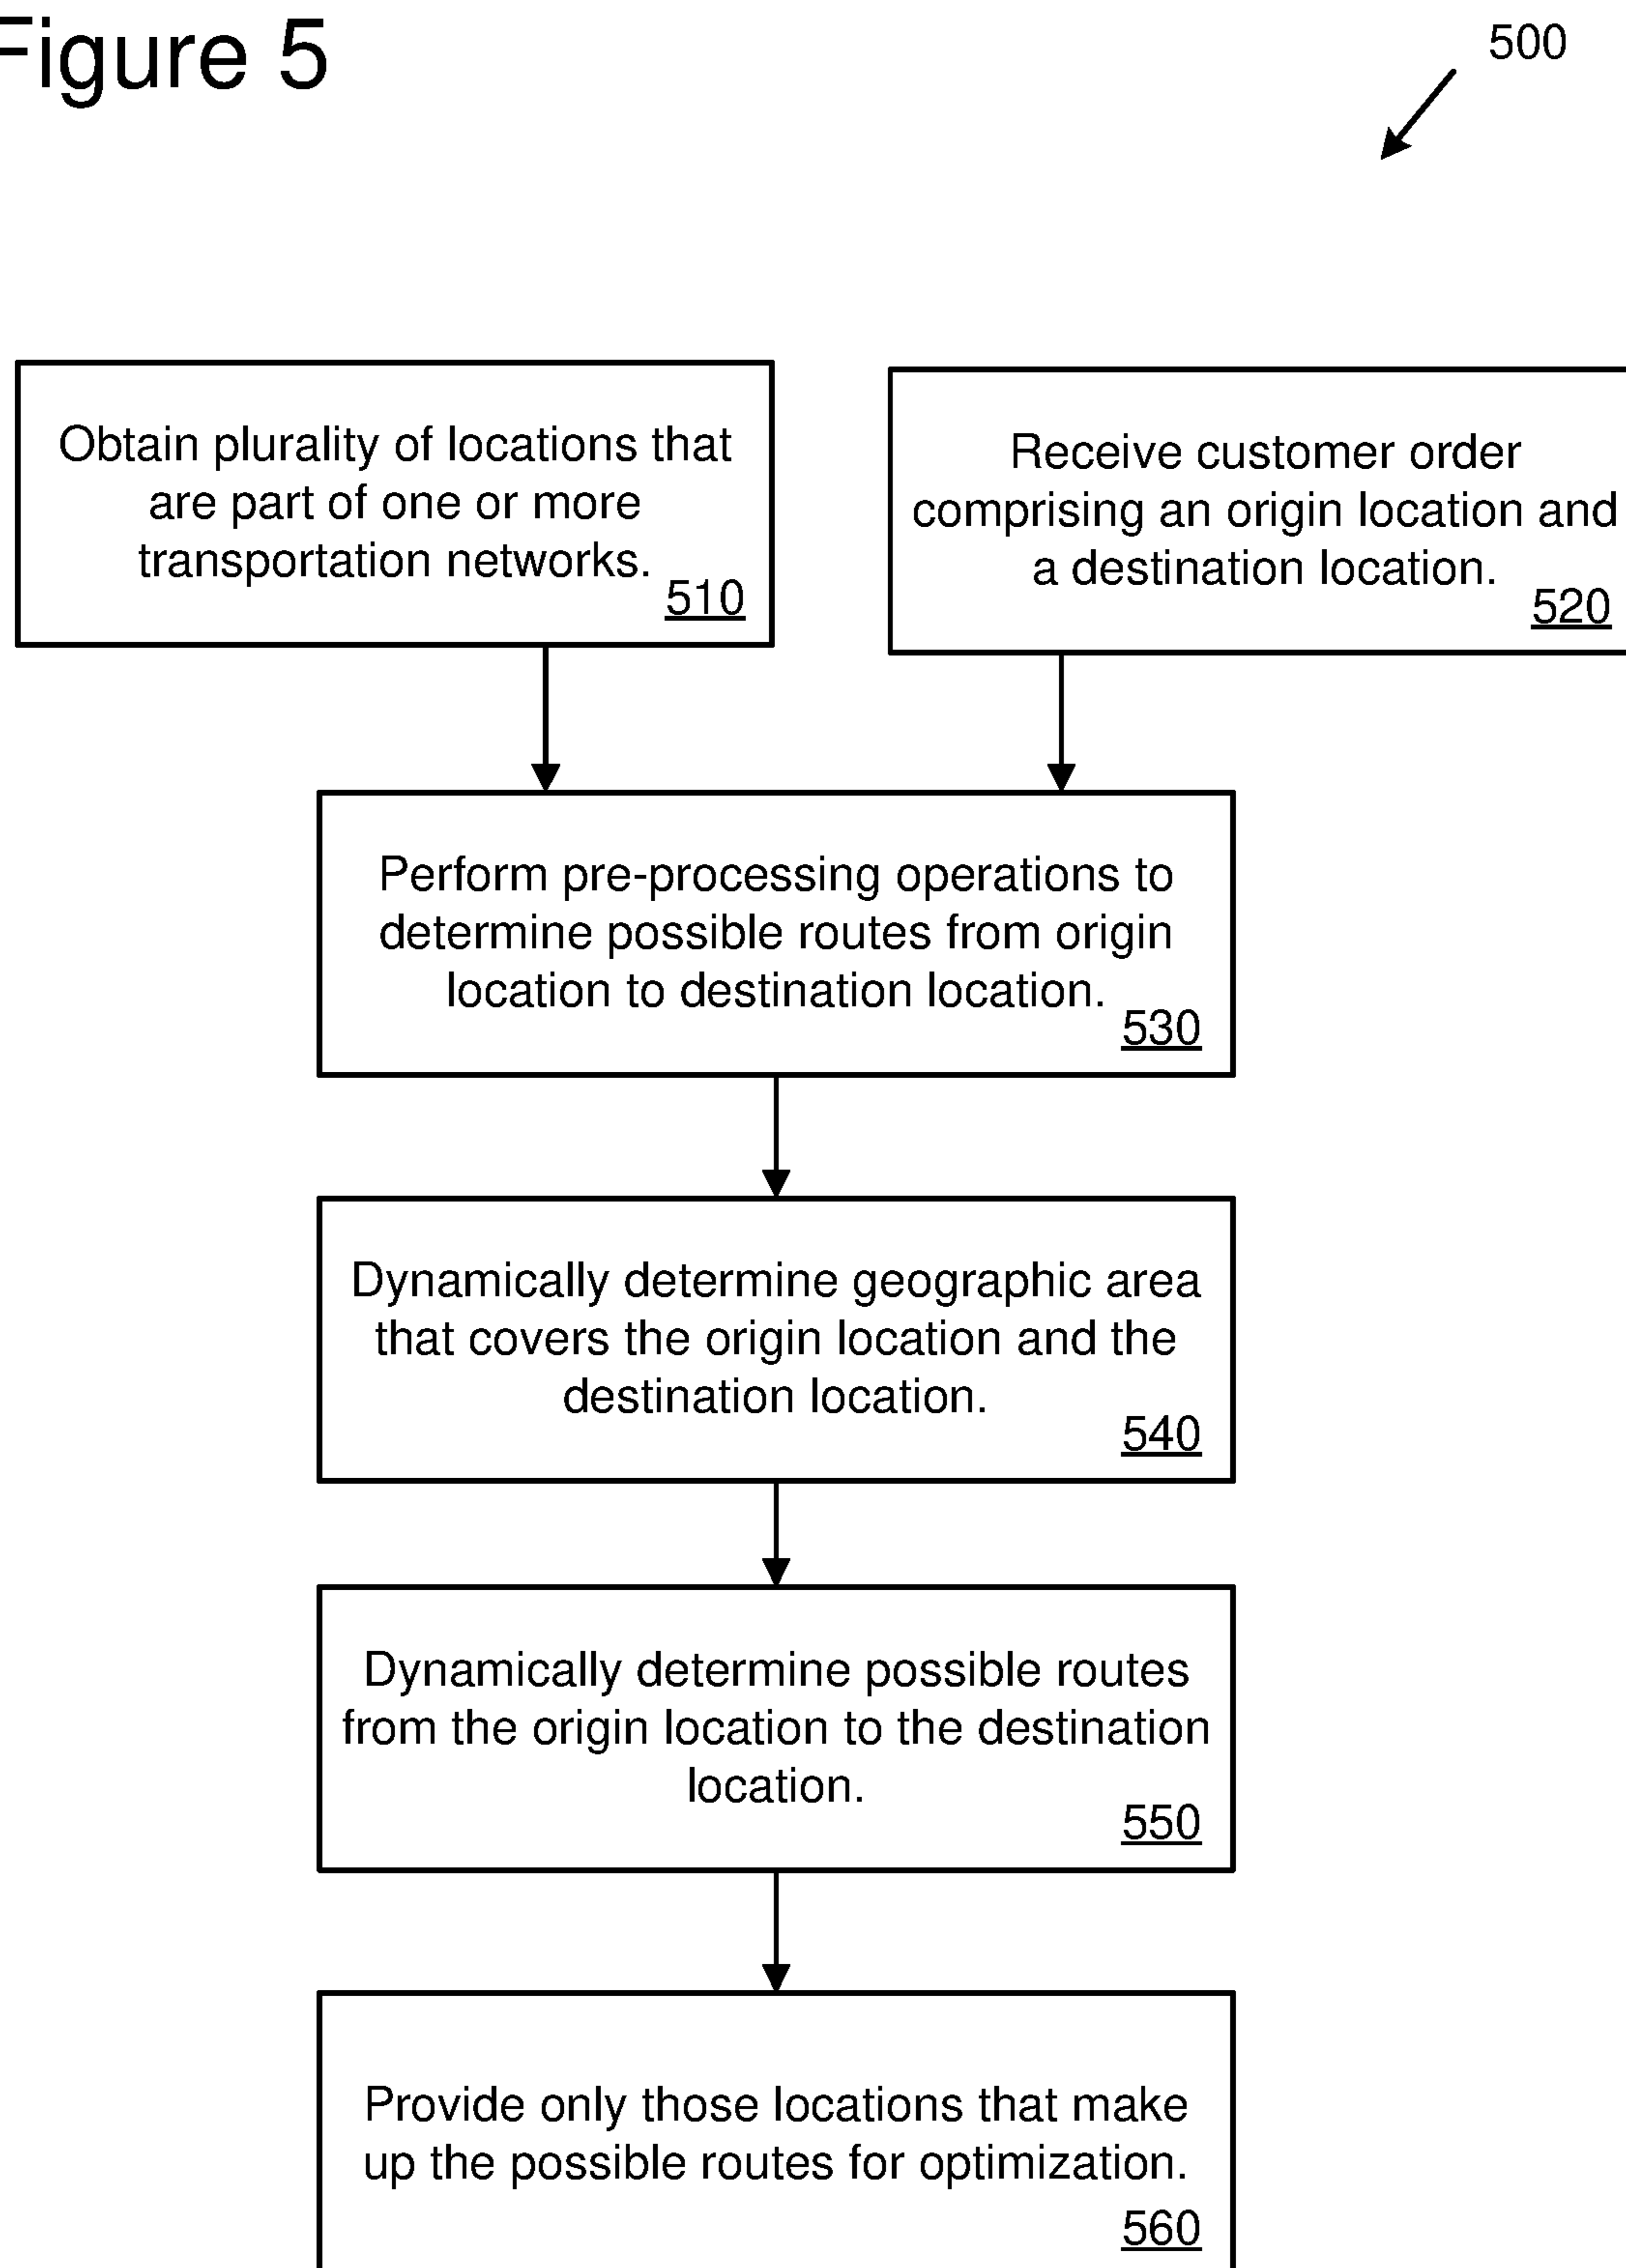 Figure 5
500
Obtain plurality of locations that
are part of one or more
transportation networks.
510
Receive customer order
comprising an origin location and
a destination location.
520
Perform pre-processing operations to
determine possible routes from origin
location to destination location.
530
Dynamically determine geographic area
that covers the origin location and the
destination location.
540
Dynamically determine possible routes
from the origin location to the destination
location.
550
Provide only those locations that make
up the possible routes for optimization.
560